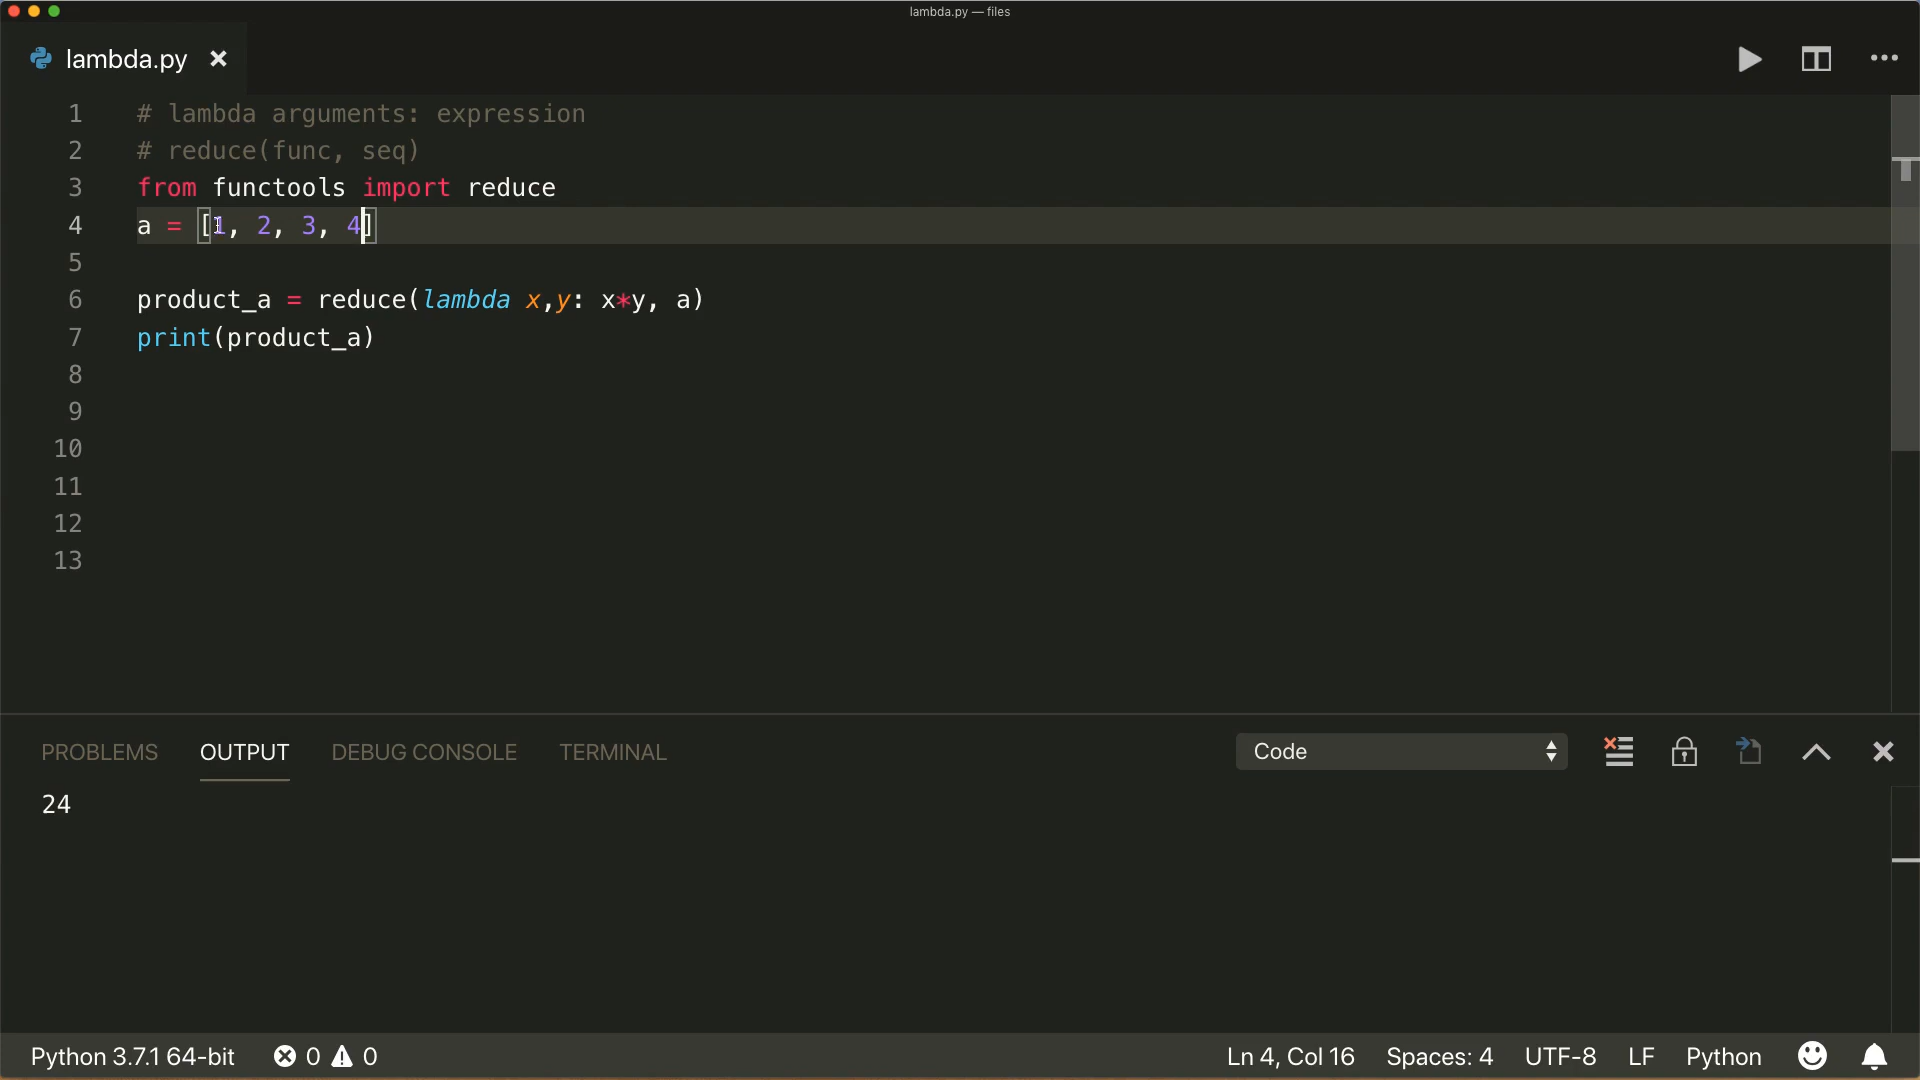 lambda.py — files
lambda.py
1 # lambda arguments: expression
2 # reduce(func, seq)
3 from functools import reduce
4 a = [1, 2, 3, 4]
5
6 product_a = reduce(lambda x,y: x*y, a)
7 print(product_a)
8
9
10
11
12
13
PROBLEMS OUTPUT DEBUG CONSOLE TERMINAL Code
24
Python 3.7.1 64-bit 0 0 Ln 4, Col 16 Spaces: 4 UTF-8 LF Python